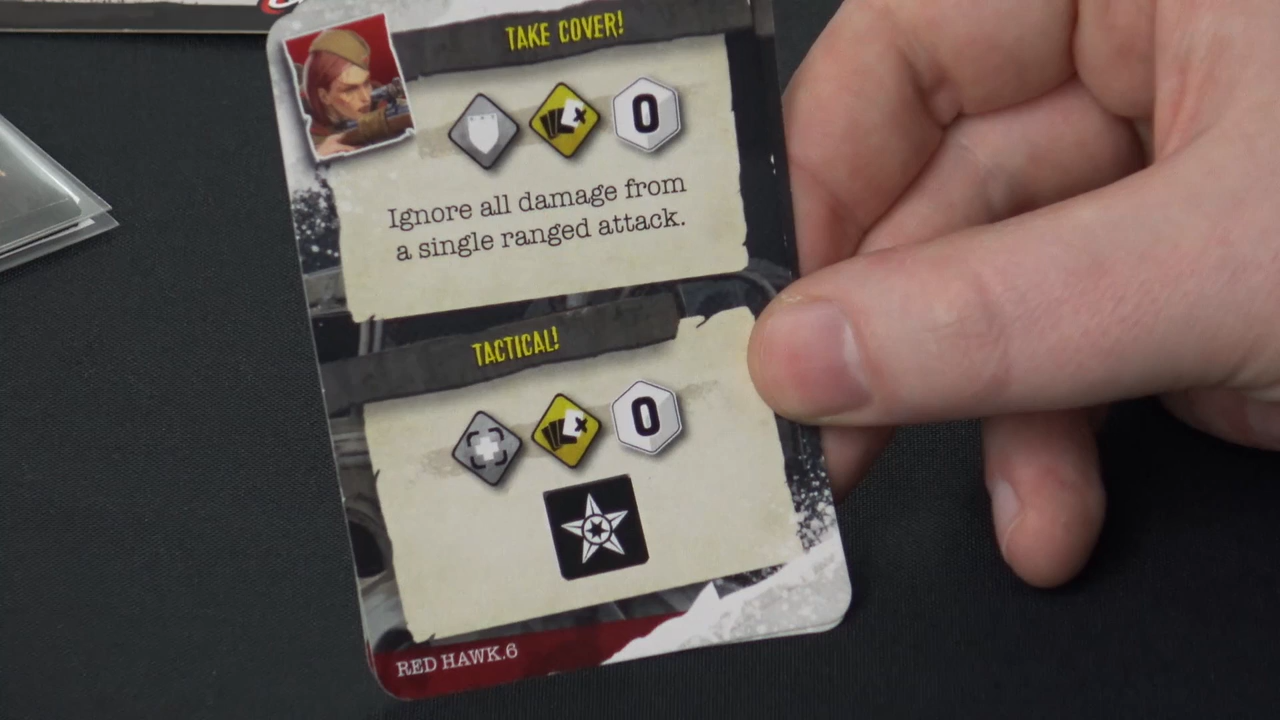 TAKE COVER!
0
Ignore all damage from
a single ranged attack.
TACTICAL!
0
RED HAWK.6